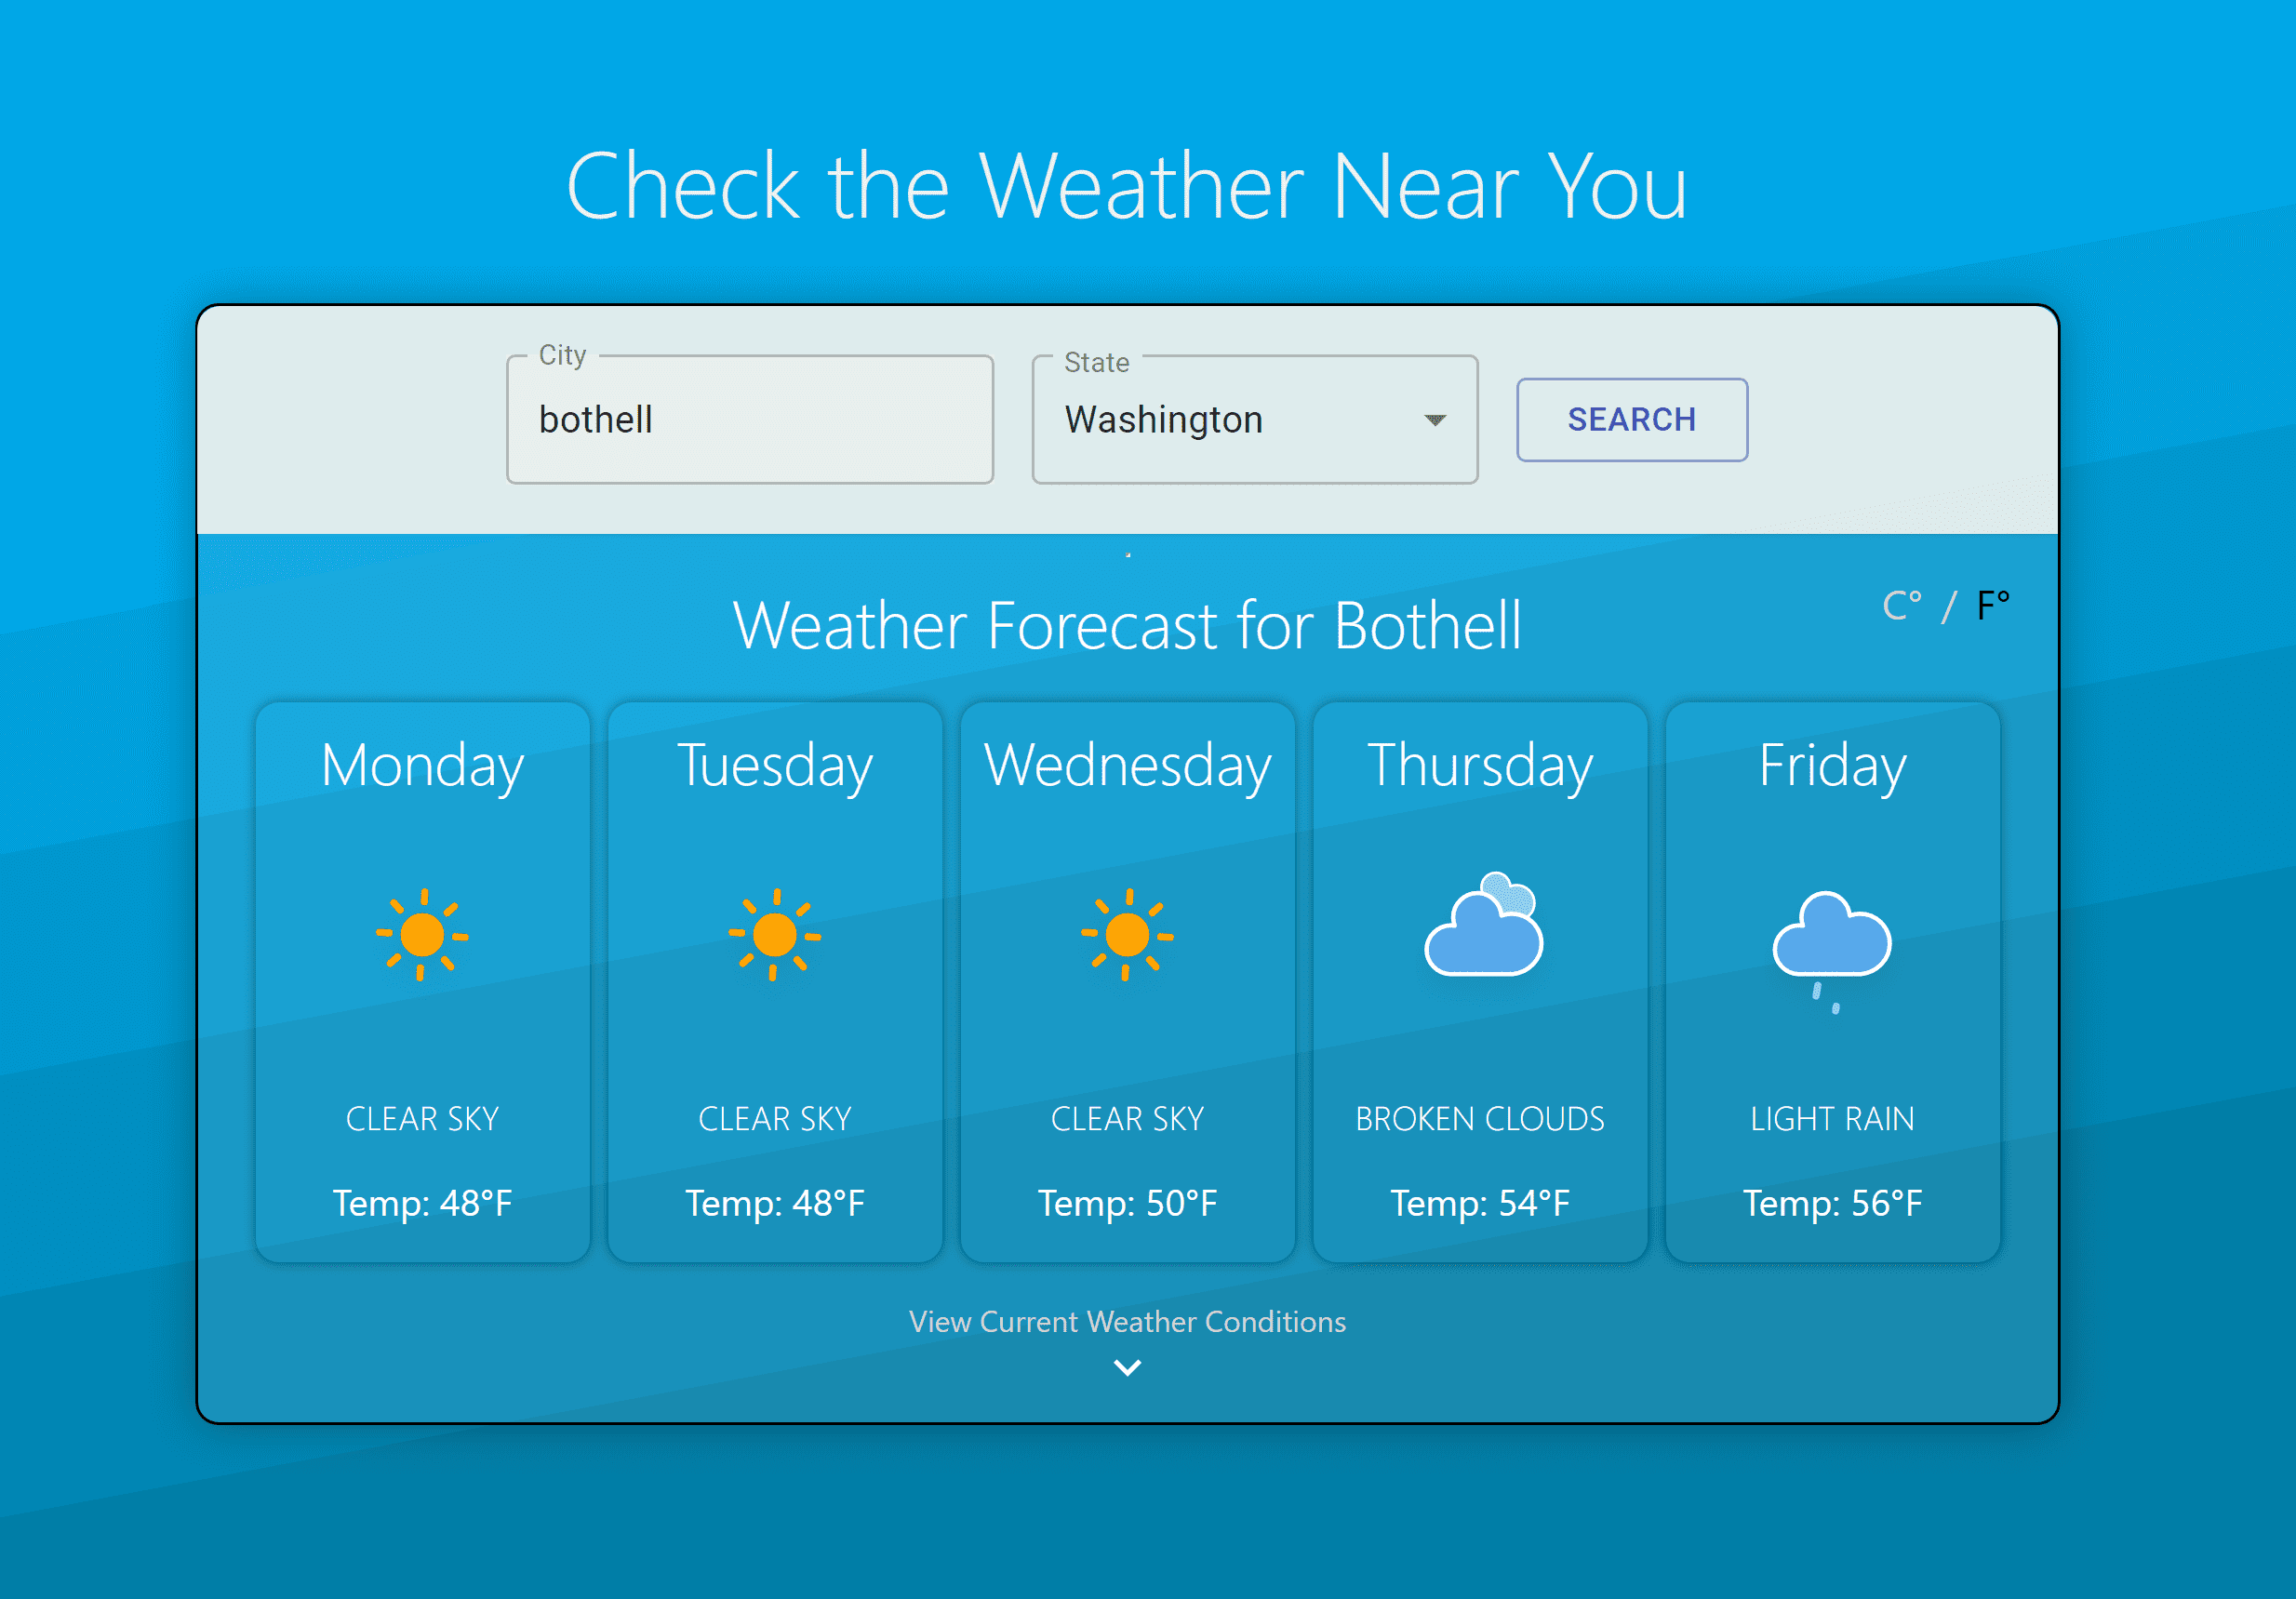 Check the Weather Near You
City
State
bothell
Washington
SEARCH
C° / F°
Weather Forecast for Bothell
Monday
CLEAR SKY
Temp: 48°F
Tuesday
CLEAR SKY
Temp: 48°F
Wednesday
CLEAR SKY
Temp: 50°F
Thursday
BROKEN CLOUDS
Temp: 54°F
Friday
LIGHT RAIN
Temp: 56°F
View Current Weather Conditions